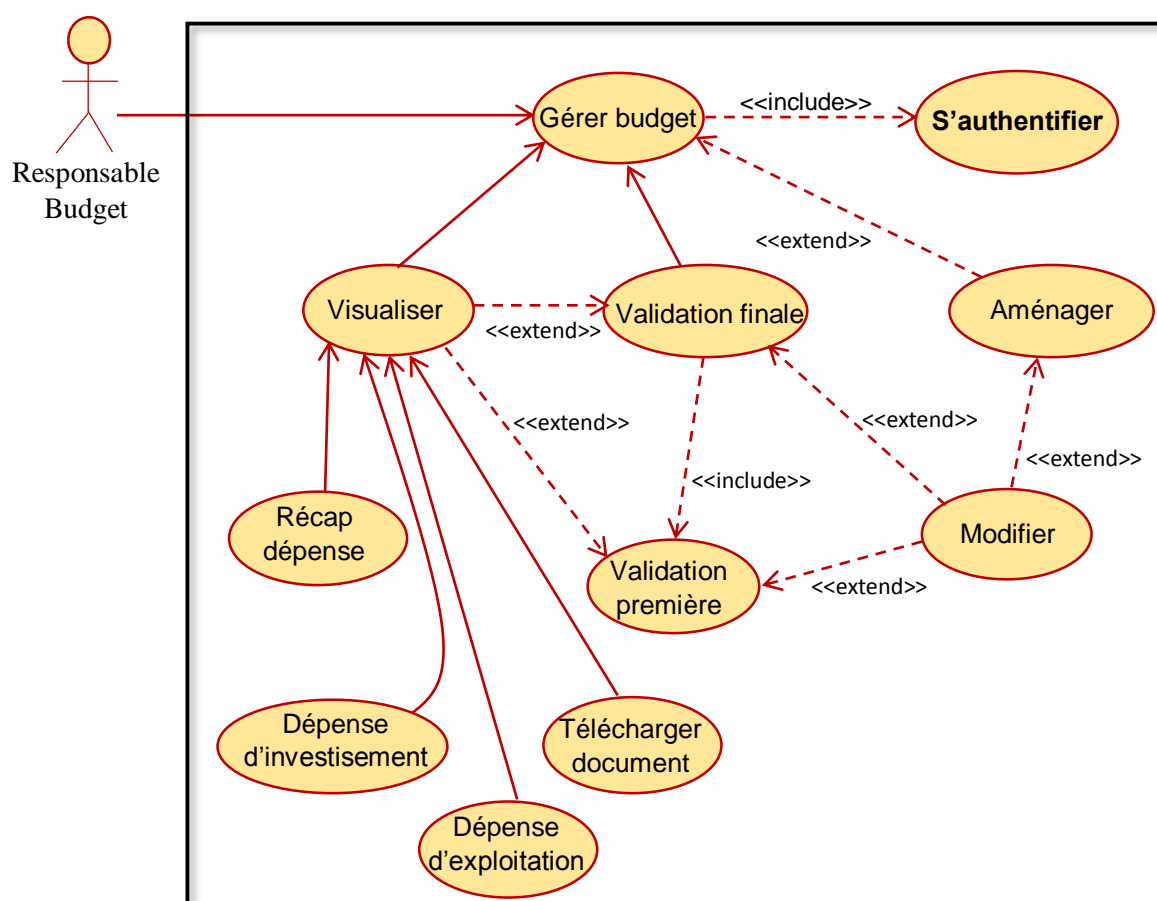 Gérer budget
<<include>>
S'authentifier
Responsable
Budget
<<extend>>
Visualiser
<<extend>>
Validation finale
Aménager
<<extend>>
<<extend>>
<<extend>>
<<include>>
Récap
dépense
Modifier
Validation
première
<<extend>>
Dépense
d'investisement
Télécharger
document
Dépense
d'exploitation